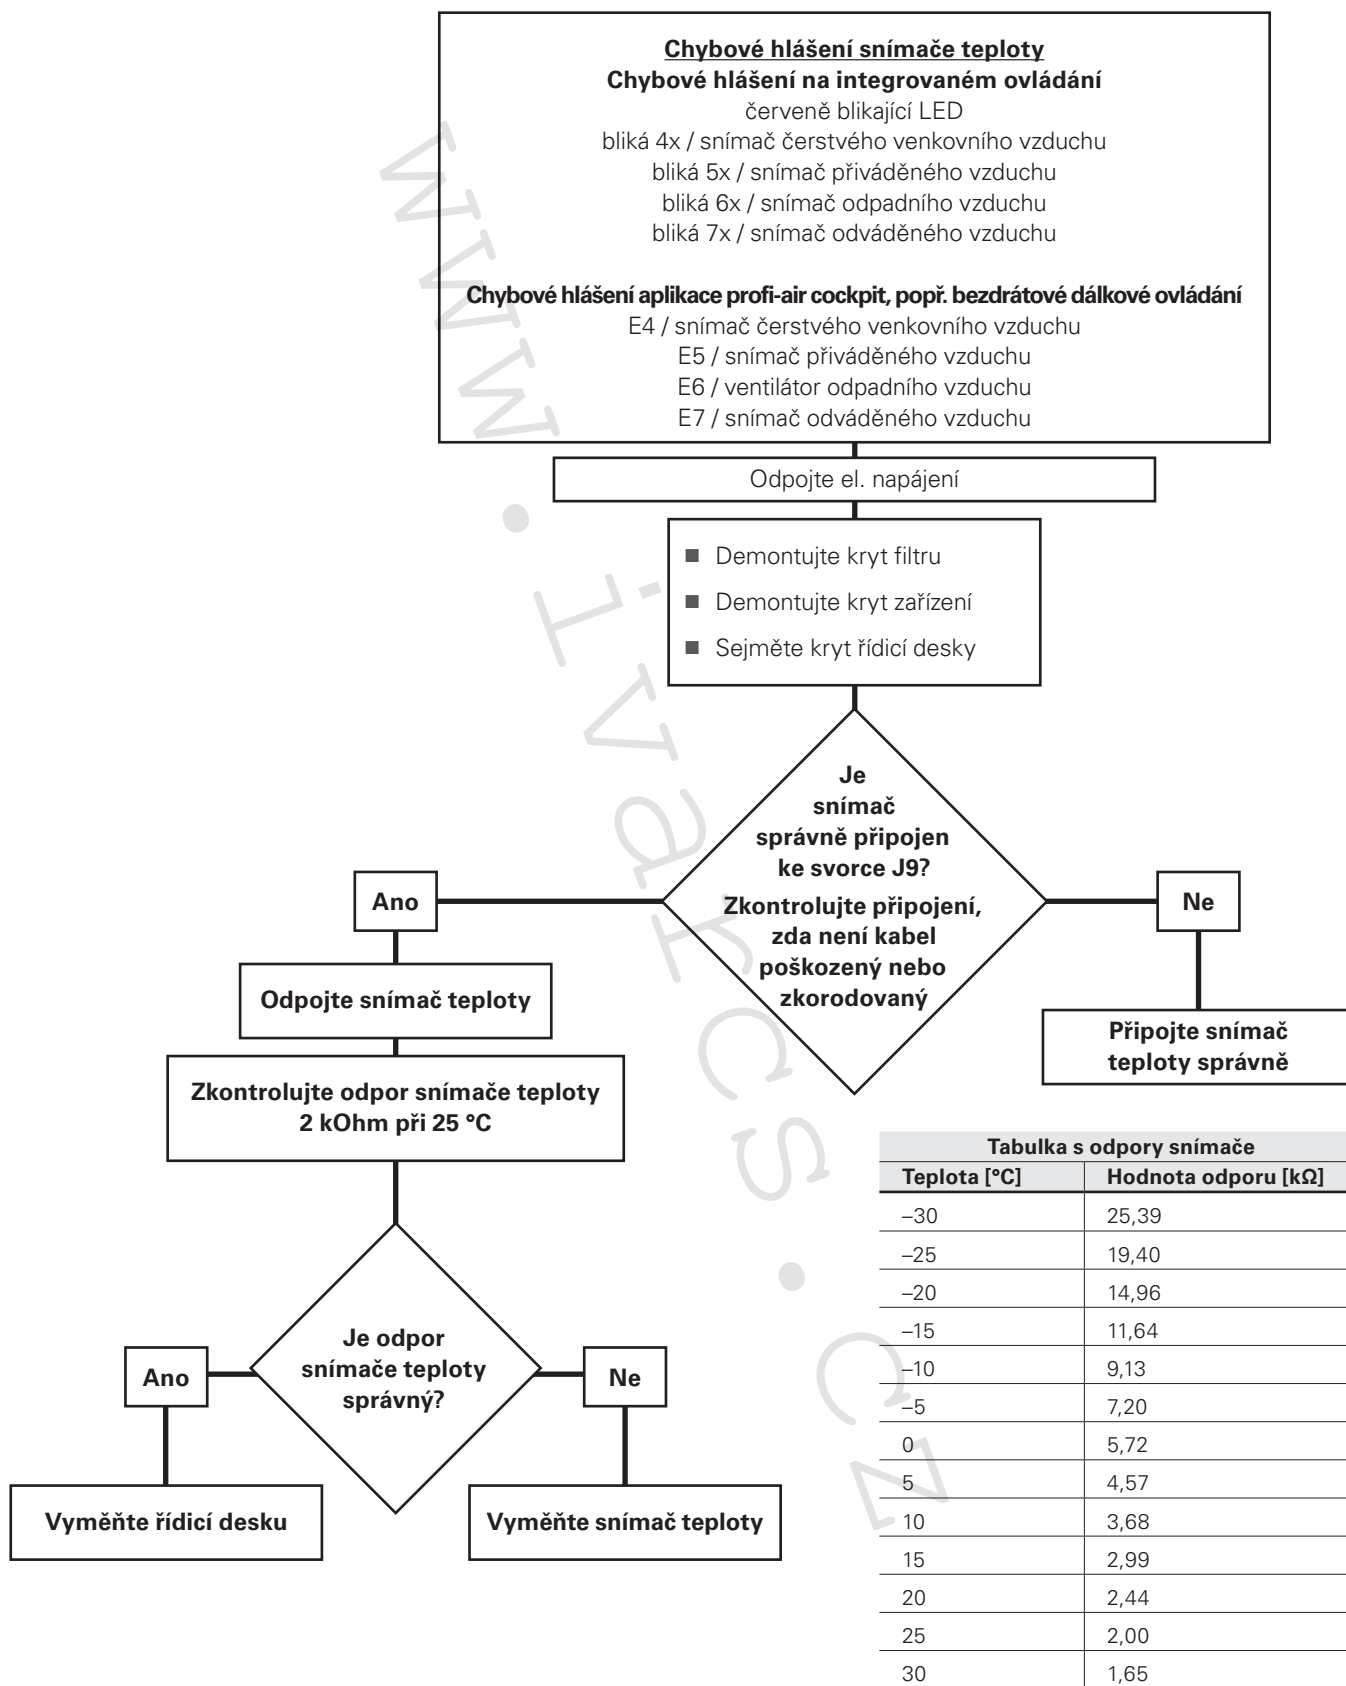 Chybové hlášení snímače teploty
Chybové hlášení na integrovaném ovládání
červeně blikající LED
bliká 4x / snímač čerstvého venkovního vzduchu
bliká 5x / snímač přiváděného vzduchu
bliká 6x / snímač odpadního vzduchu
bliká 7x / snímač odváděného vzduchu
Chybové hlášení aplikace profi-air cockpit, popř. bezdrátové dálkové ovládání
E4 / snímač čerstvého venkovního vzduchu
E5 / snímač přiváděného vzduchu
E6 / ventilátor odpadního vzduchu
E7 / snímač odváděného vzduchu
Odpojte el. napájení
■ Demontujte kryt filtru
■ Demontujte kryt zařízení
■ Sejměte kryt řídicí desky
Je
snímač
správně připojen
ke svorce J9?
Zkontrolujte připojení,
zda není kabel
poškozený nebo
zkorodovaný
Ano
Ne
Odpojte snímač teploty
Připojte snímač
teploty správně
Zkontrolujte odpor snímače teploty
2 kOhm při 25 °C
Je odpor
snímače teploty
správný?
Ano
Ne
Vyměňte řídicí desku
Vyměňte snímač teploty
Tabulka s odpory snímače
Teplota [°C] Hodnota odporu [kΩ]
–30 25,39
–25 19,40
–20 14,96
–15 11,64
–10 9,13
–5 7,20
0 5,72
5 4,57
10 3,68
15 2,99
20 2,44
25 2,00
30 1,65
www.ivarcs.cz